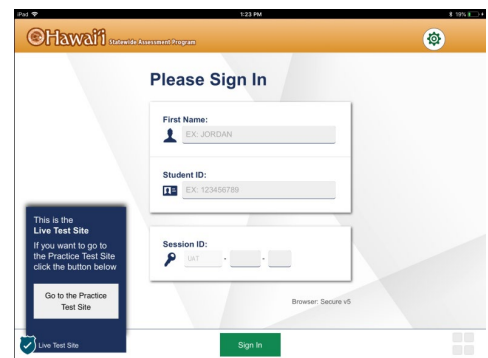 iPad 1:23 PM 19%
Hawai'i Statewide Assessment Program
Please Sign In
First Name:
EX: JORDAN
Student ID:
EX: 123456789
Session ID:
UAT - -
Browser: Secure v5
This is the
Live Test Site
If you want to go to
the Practice Test Site
click the button below
Go to the Practice
Test Site
Live Test Site
Sign In